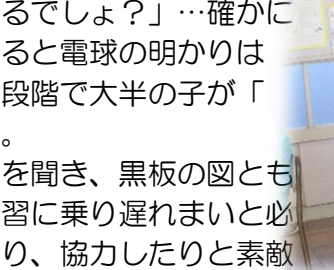 るでしょ？」…確かに
ると電球の明かりは
段階で大半の子が「
。
を聞き、黒板の図とも
習に乗り遅れまいと必
り、協力したりと素敵